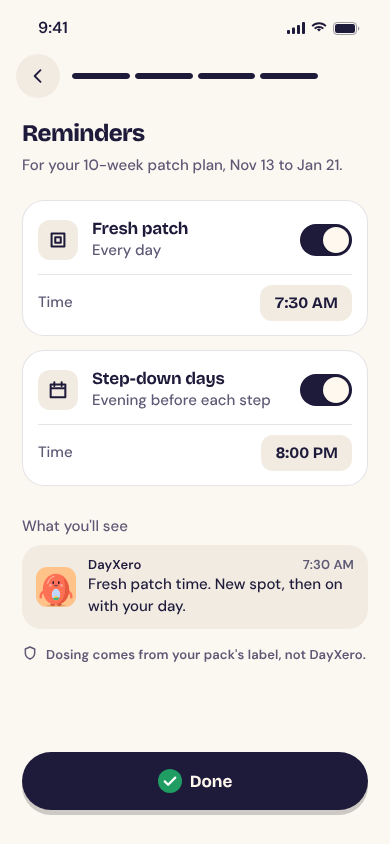 9:41
Reminders
For your 10-week patch plan, Nov 13 to Jan 21.
Fresh patch
Every day
Time
7:30 AM
Step-down days
Evening before each step
Time
8:00 PM
What you'll see
DayXero
7:30 AM
Fresh patch time. New spot, then on
with your day.
Dosing comes from your pack's label, not DayXero.
Done